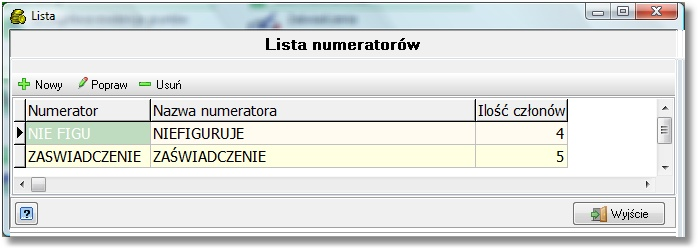 Lista
Lista numeratorów
Nowy Popraw Usuń
Numerator Nazwa numeratora Ilość członów
NIE FIGU NIEFIGURUJE 4
ZASWIADCZENIE ZAŚWIADCZENIE 5
? Wyjście